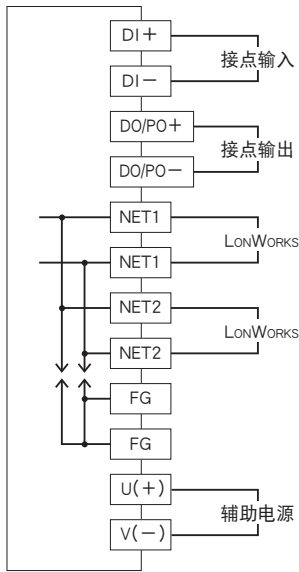 DI＋
接点输入
DI－
DO/PO＋
接点输出
DO/PO－
NET1
LONWORKS
NET1
NET2
LONWORKS
NET2
FG
FG
U(＋)
辅助电源
V(－)